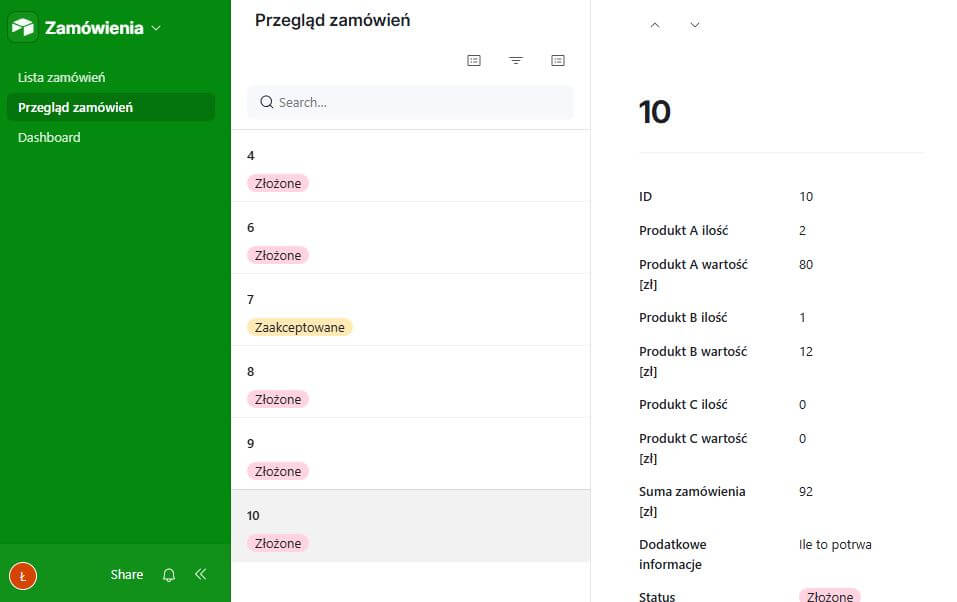 Zamówienia
Lista zamówień
Przegląd zamówień
Dashboard
Ł
Share
Przegląd zamówień
Search...
4
Złożone
6
Złożone
7
Zaakceptowane
8
Złożone
9
Złożone
10
Złożone
10
ID 10
Produkt A ilość 2
Produkt A wartość 80
[zł]
Produkt B ilość 1
Produkt B wartość 12
[zł]
Produkt C ilość 0
Produkt C wartość 0
[zł]
Suma zamówienia 92
[zł]
Dodatkowe Ile to potrwa
informacje
Status Złożone